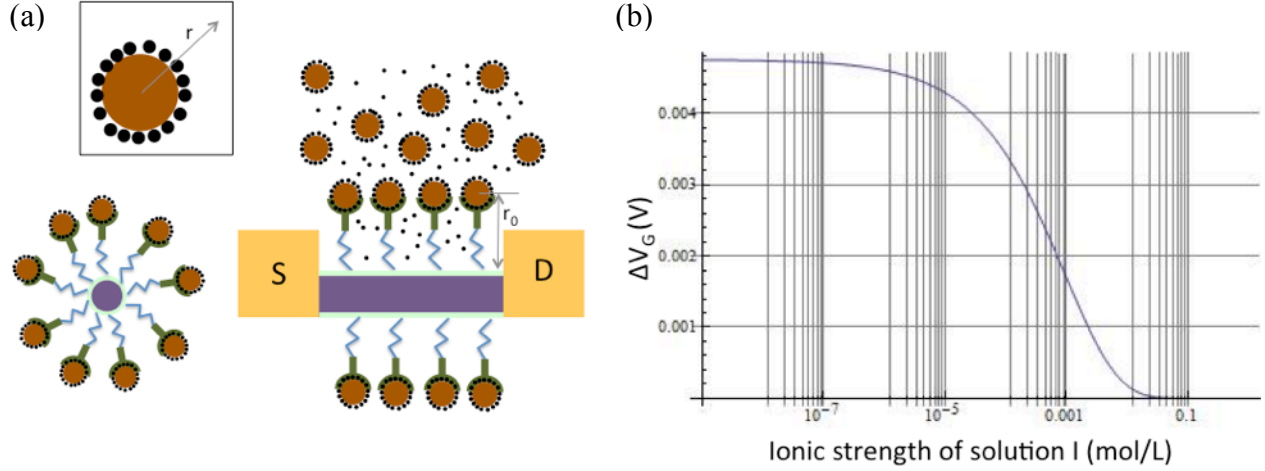 (a)
r
r₀
S
D
(b)
ΔV_G (V)
0.004
0.003
0.002
0.001
10⁻⁷
10⁻⁵
0.001
0.1
Ionic strength of solution I (mol/L)